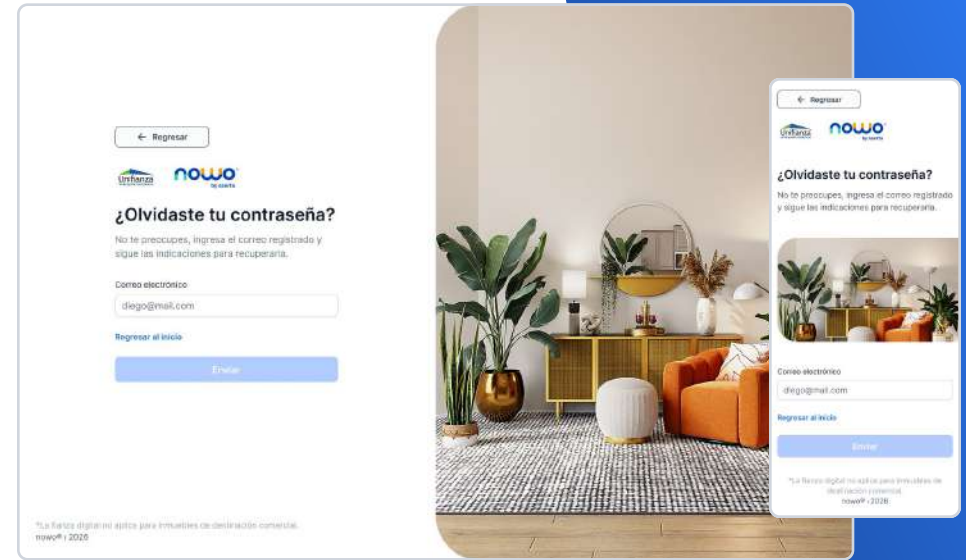 ← Regresar
Unifianza
nowo
by coarta
¿Olvidaste tu contraseña?
No te preocupes, ingresa el correo registrado y
sigue las indicaciones para recuperarla.
Correo electrónico
diego@mail.com
Regresar al inicio
Enviar
*La fianza digital no aplica para inmuebles de destinación comercial.
nowo® | 2026
← Regresar
Unifianza
nowo
¿Olvidaste tu contraseña?
No te preocupes, ingresa el correo registrado
y sigue las indicaciones para recuperarla.
Correo electrónico
diego@mail.com
Regresar al inicio
Enviar
*La fianza digital no aplica para inmuebles de
destinación comercial.
nowo® | 2026